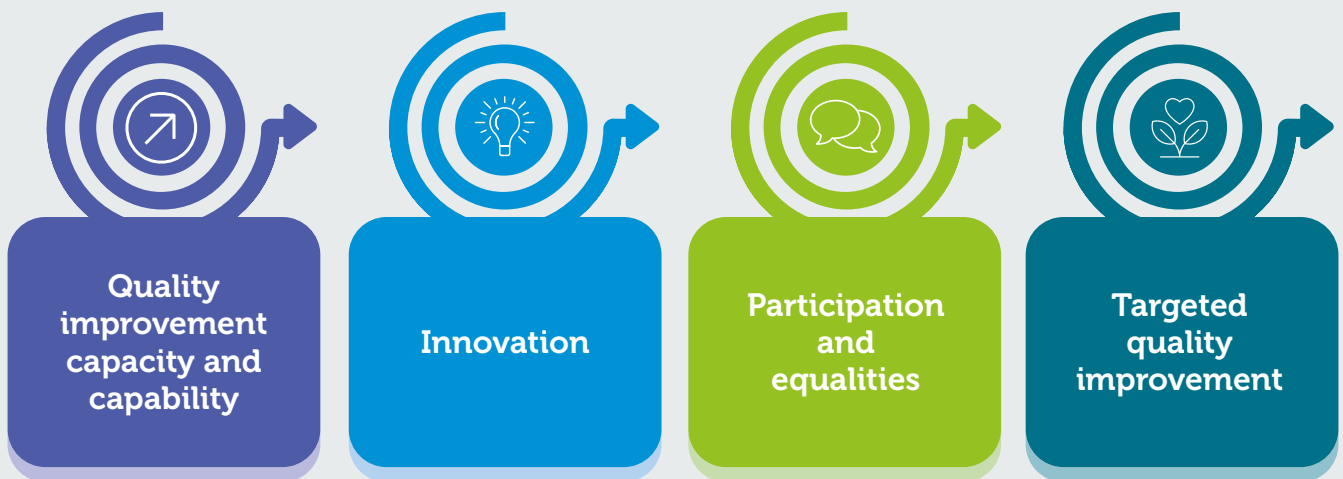 Quality
improvement
capacity and
capability
Innovation
Participation
and
equalities
Targeted
quality
improvement